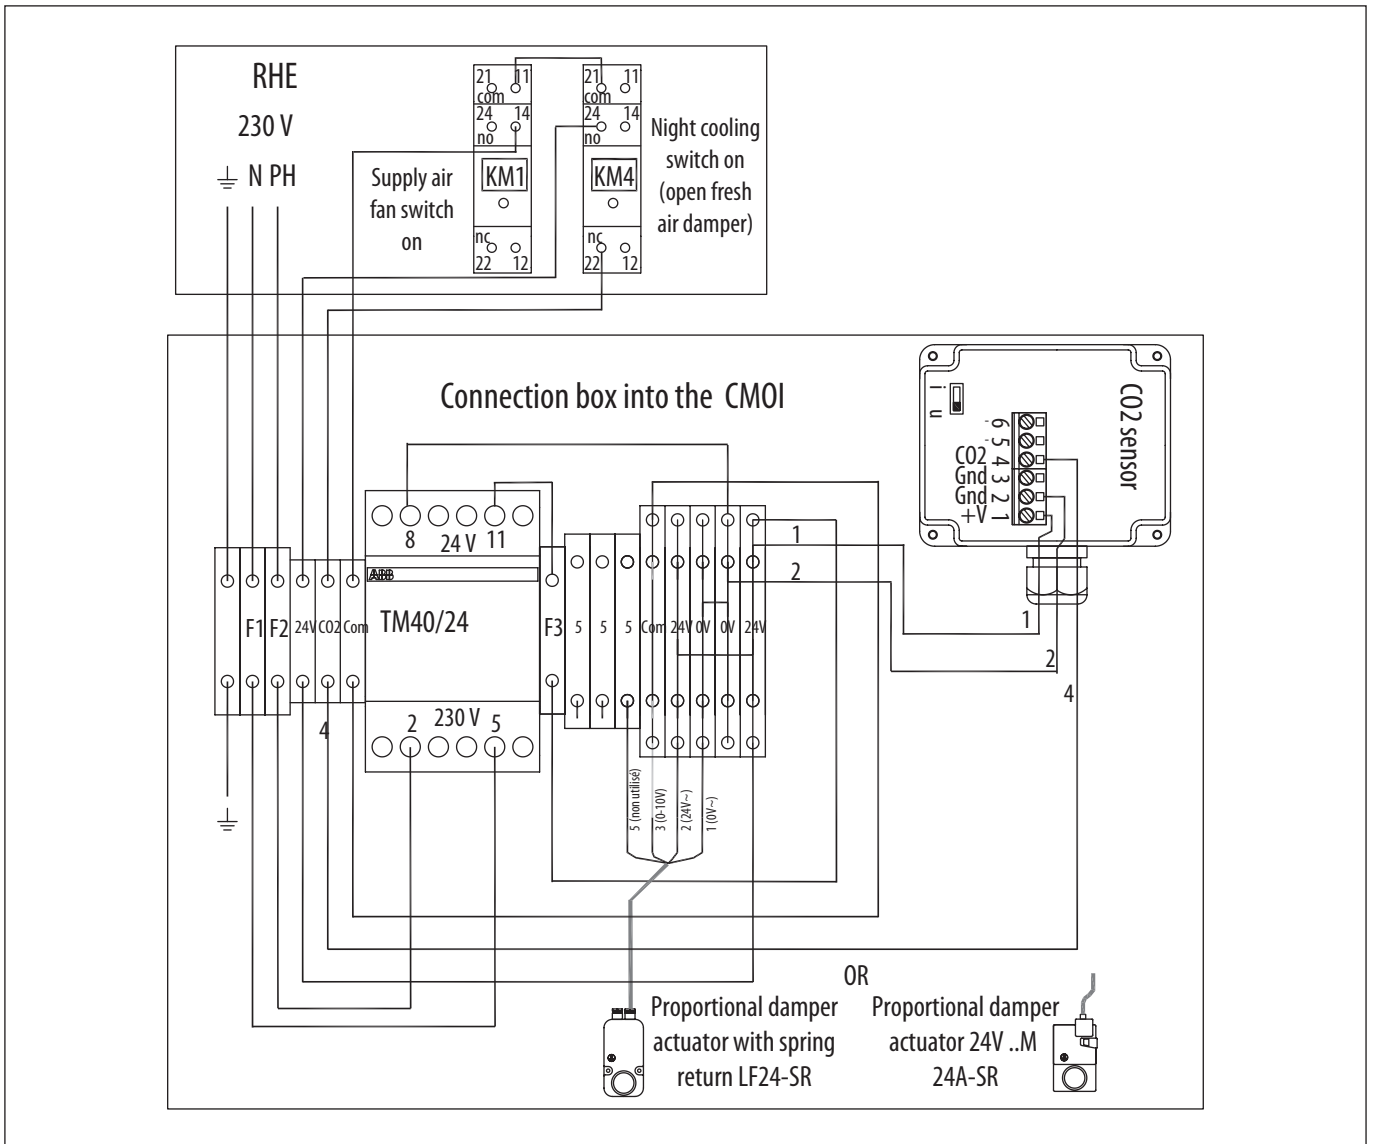 RHE
230 V
N PH
Supply air
fan switch
on
21 11
com
24 14
no
KM1
nc
22 12
21 11
com
24 14
no
KM4
nc
22 12
Night cooling
switch on
(open fresh
air damper)
Connection box into the CMOI
CO2 sensor
i u
6
5
CO2 4
Gnd 3
Gnd 2
+V 1
8 24 V 11
ABB
TM40/24
2 230 V 5
F1 F2 24V CO2 Com
4
F3 5 5 5 Com 24V 0V 0V 24V
1
2
1
2
4
5 (non utilisé)
3 (0-10V)
2 (24V~)
1 (0V~)
OR
Proportional damper
actuator with spring
return LF24-SR
Proportional damper
actuator 24V ..M
24A-SR